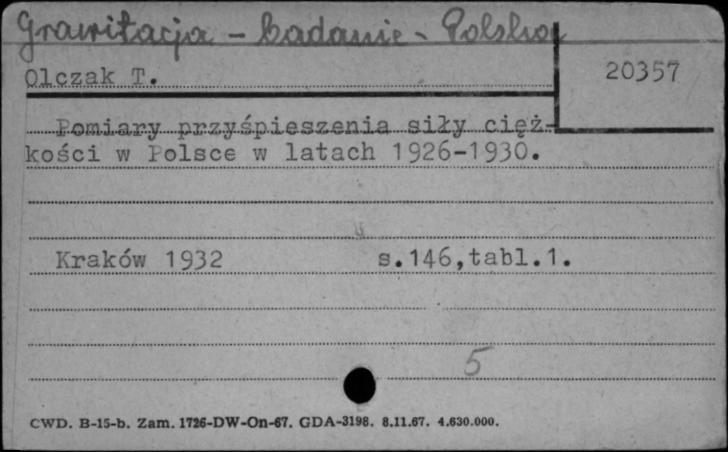 Grawitacja - badanie - Polska
Olczak T.
20357
Pomiary przyśpieszenia siły cięż-
kości w Polsce w latach 1926-1930.
Kraków 1932 s.146,tabl.1.
5
CWD. B-15-b. Zam. 1726-DW-On-67. GDA-3198. 8.11.67. 4.630.000.